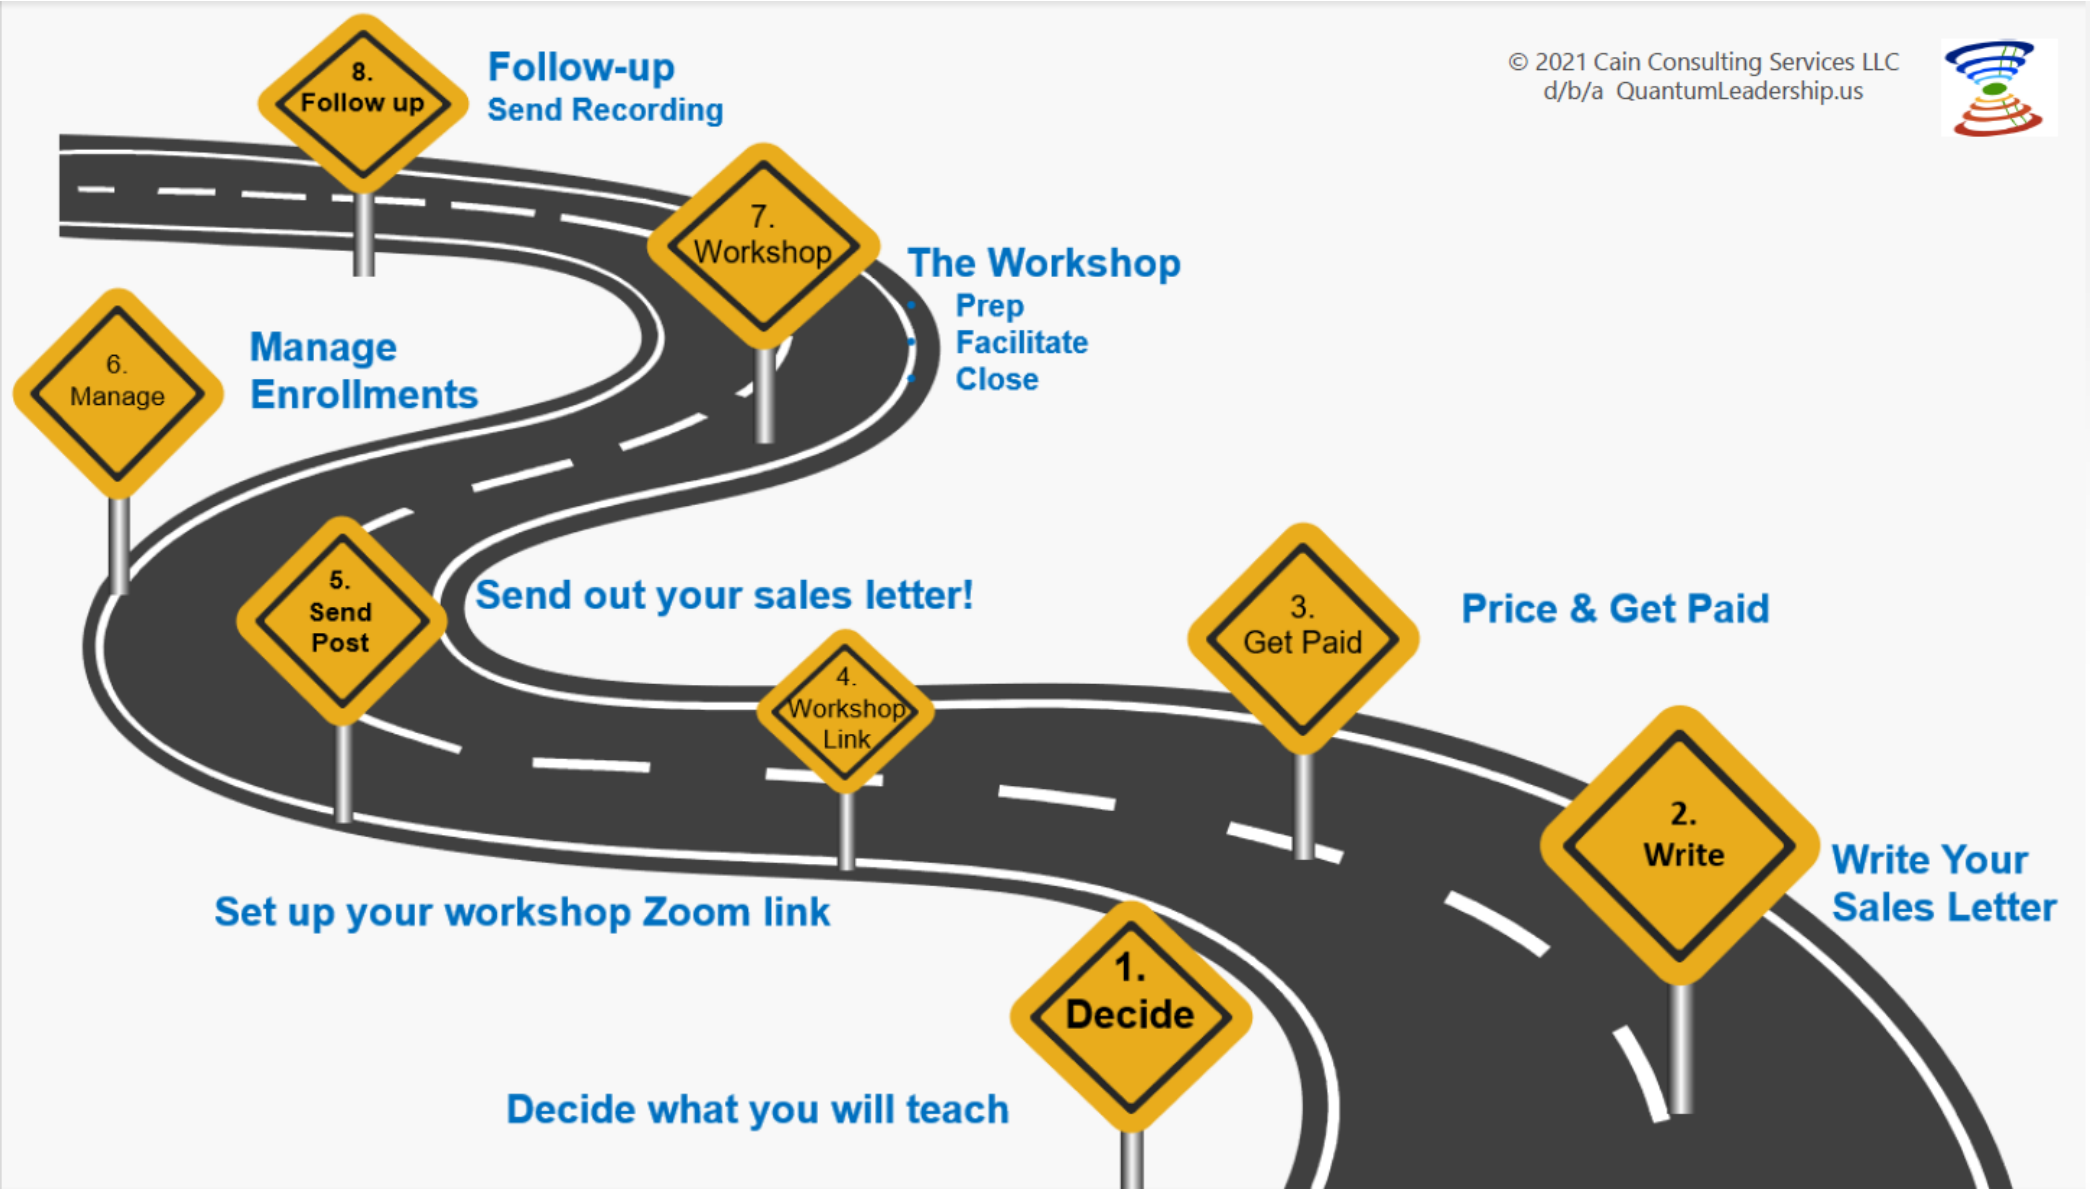 8.
Follow up
Follow-up
Send Recording
© 2021 Cain Consulting Services LLC
d/b/a QuantumLeadership.us
7.
Workshop
The Workshop
• Prep
• Facilitate
• Close
6.
Manage
Manage
Enrollments
5.
Send
Post
Send out your sales letter!
4.
Workshop
Link
Set up your workshop Zoom link
3.
Get Paid
Price & Get Paid
2.
Write
Write Your
Sales Letter
1.
Decide
Decide what you will teach